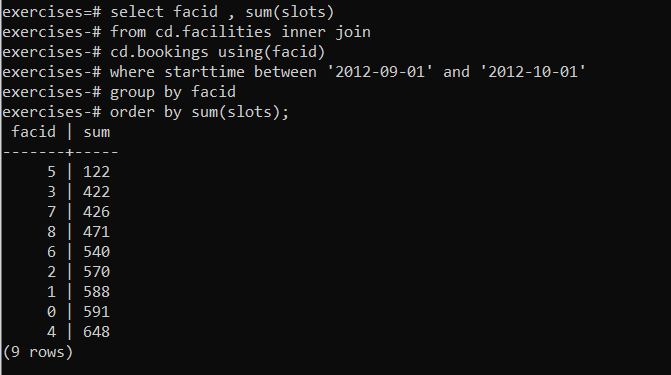 exercises=# select facid , sum(slots)
exercises-# from cd.facilities inner join
exercises-# cd.bookings using(facid)
exercises-# where starttime between '2012-09-01' and '2012-10-01'
exercises-# group by facid
exercises-# order by sum(slots);
 facid | sum
-------+-----
     5 | 122
     3 | 422
     7 | 426
     8 | 471
     6 | 540
     2 | 570
     1 | 588
     0 | 591
     4 | 648
(9 rows)